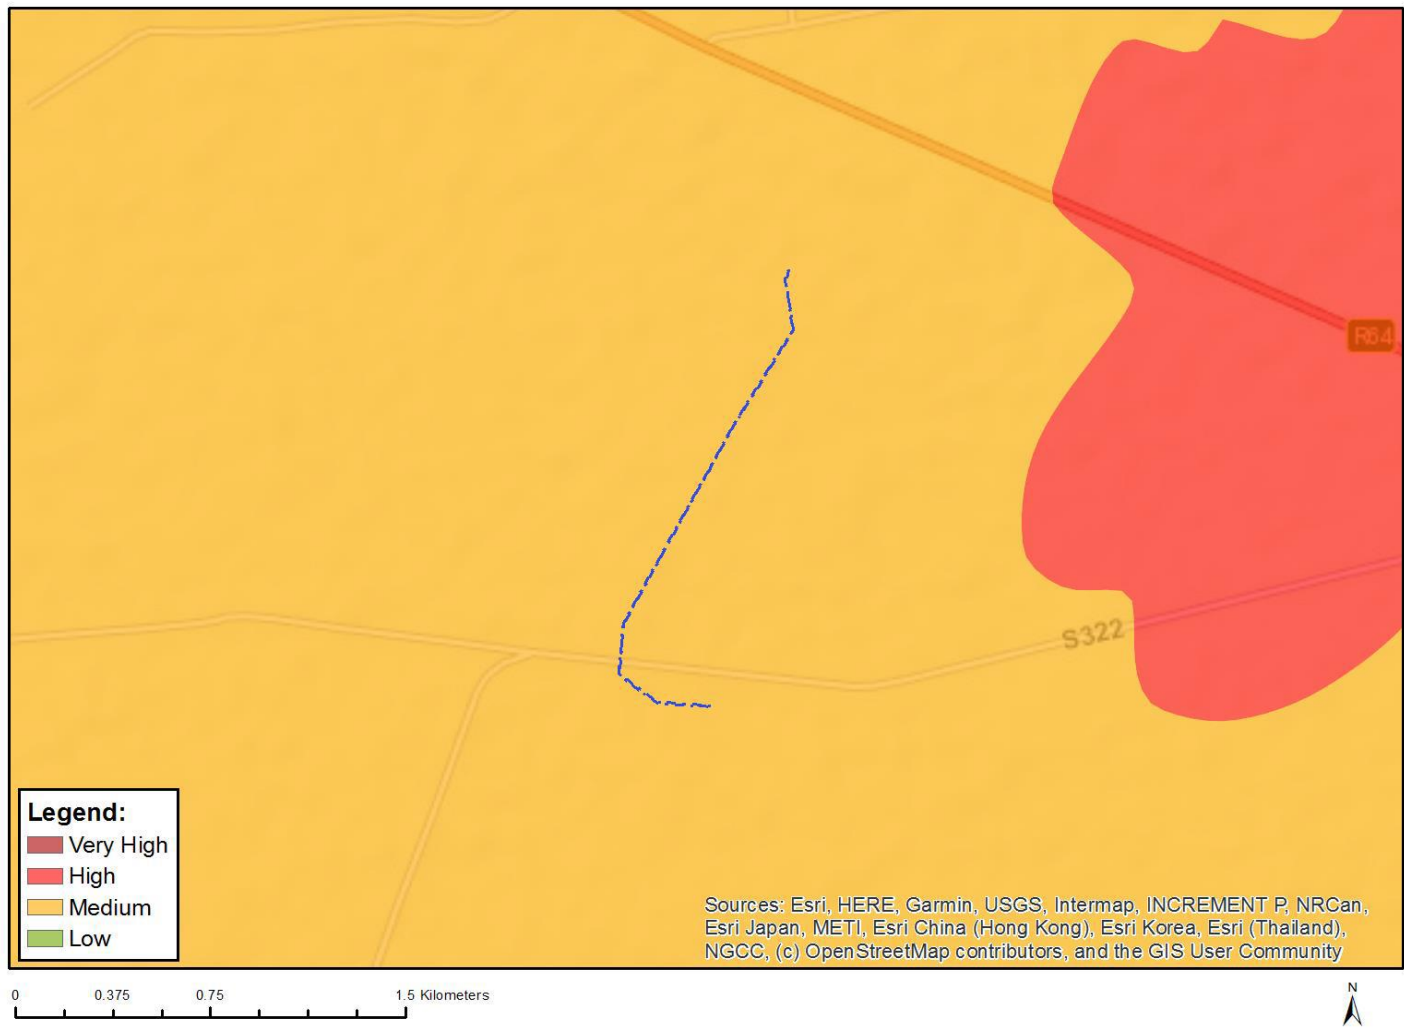 R64
S322
Legend:
Very High
High
Medium
Low
Sources: Esri, HERE, Garmin, USGS, Intermap, INCREMENT P, NRCan,
Esri Japan, METI, Esri China (Hong Kong), Esri Korea, Esri (Thailand),
NGCC, (c) OpenStreetMap contributors, and the GIS User Community
0 0.375 0.75 1.5 Kilometers
N